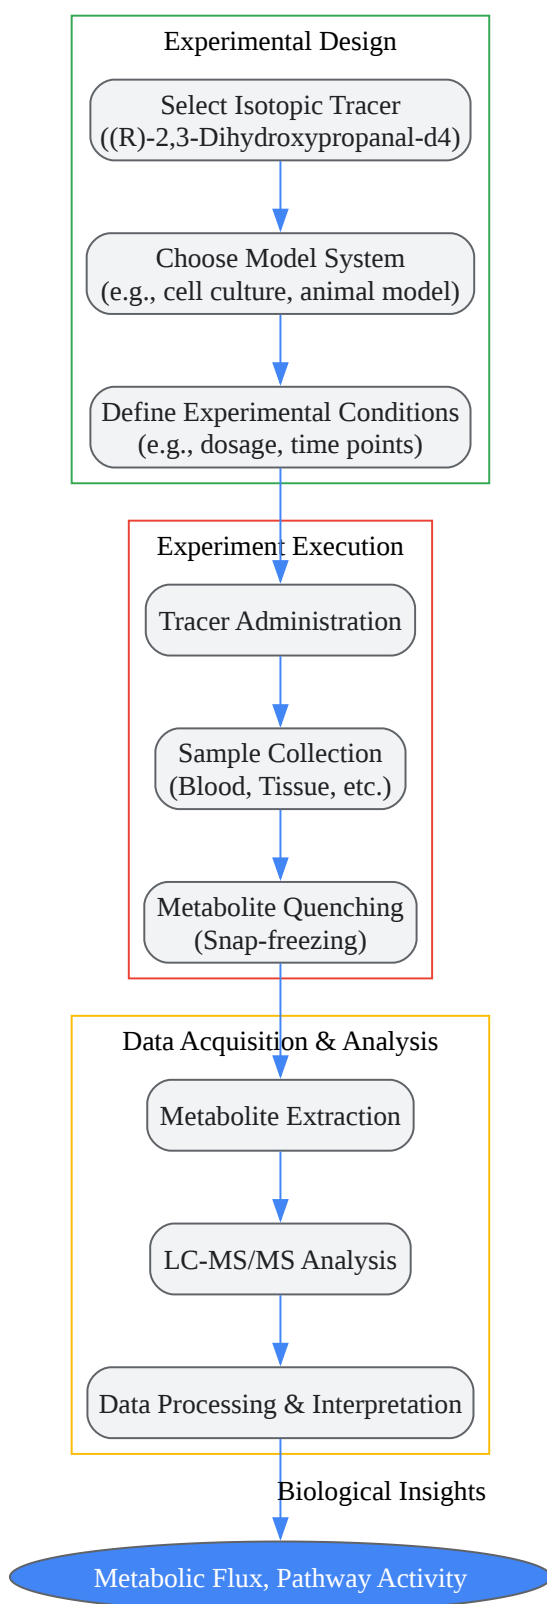 Experimental Design
Select Isotopic Tracer
((R)-2,3-Dihydroxypropanal-d4)
Choose Model System
(e.g., cell culture, animal model)
Define Experimental Conditions
(e.g., dosage, time points)
Experiment Execution
Tracer Administration
Sample Collection
(Blood, Tissue, etc.)
Metabolite Quenching
(Snap-freezing)
Data Acquisition & Analysis
Metabolite Extraction
LC-MS/MS Analysis
Data Processing & Interpretation
Biological Insights
Metabolic Flux, Pathway Activity